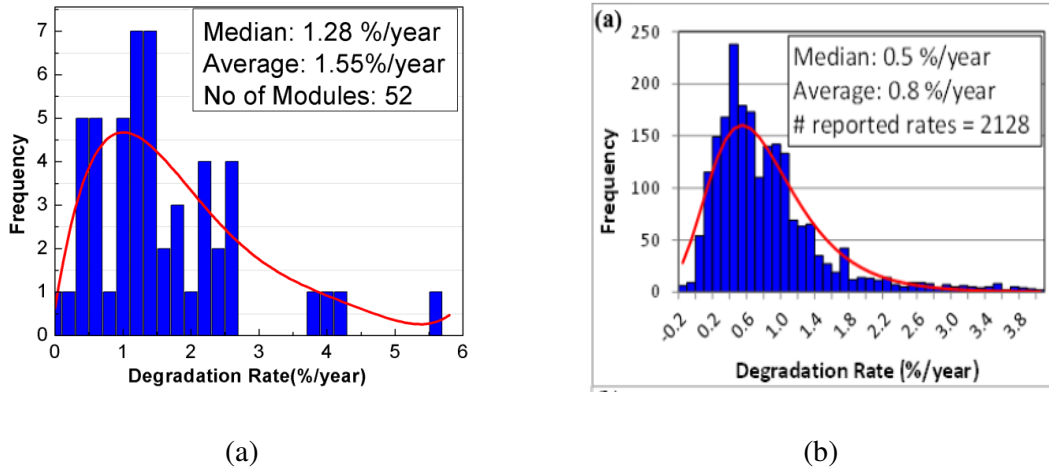 7
6
5
4
3
2
1
0
Frequency
Median: 1.28 %/year
Average: 1.55%/year
No of Modules: 52
0 1 2 3 4 5 6
Degradation Rate(%/year)
(a)
(a)
250
200
150
100
50
0
Frequency
Median: 0.5 %/year
Average: 0.8 %/year
# reported rates = 2128
-0.2 0.2 0.6 1.0 1.4 1.8 2.2 2.6 3.0 3.4 3.8
Degradation Rate (%/year)
(b)